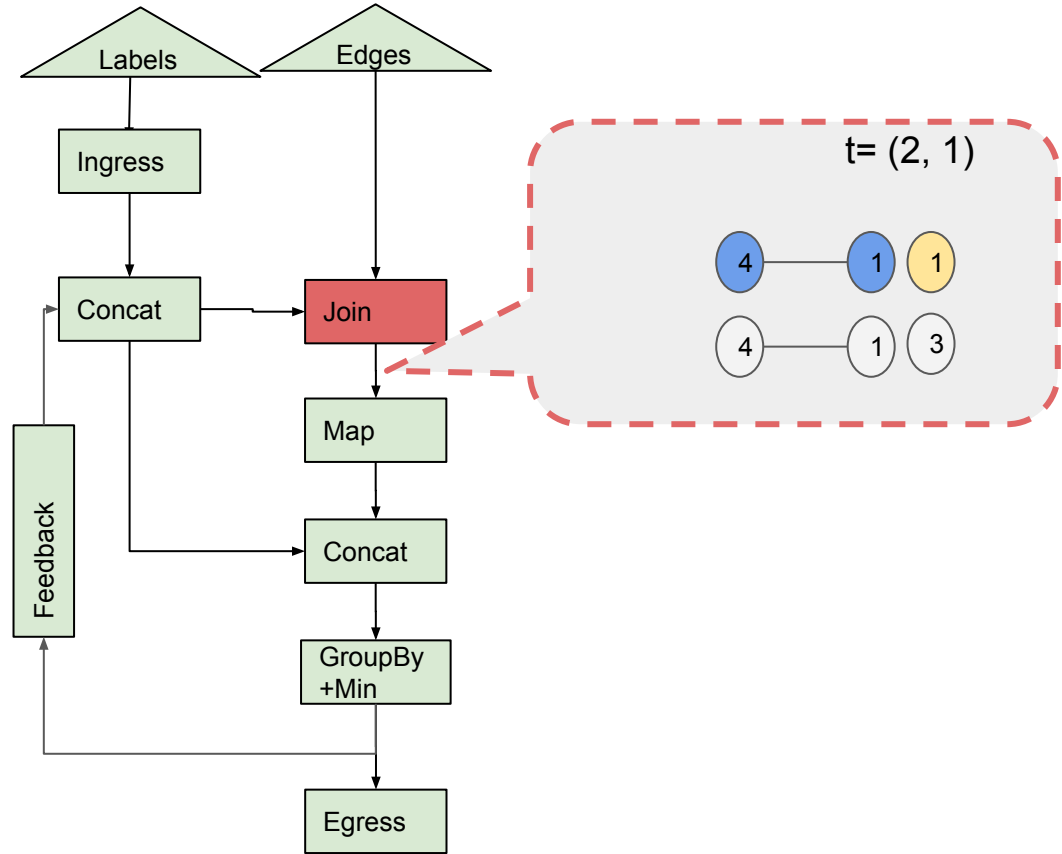 Labels
Edges
Ingress
t= (2, 1)
4 1 1
Concat
Join
4 1 3
Map
Feedback
Concat
GroupBy
+Min
Egress